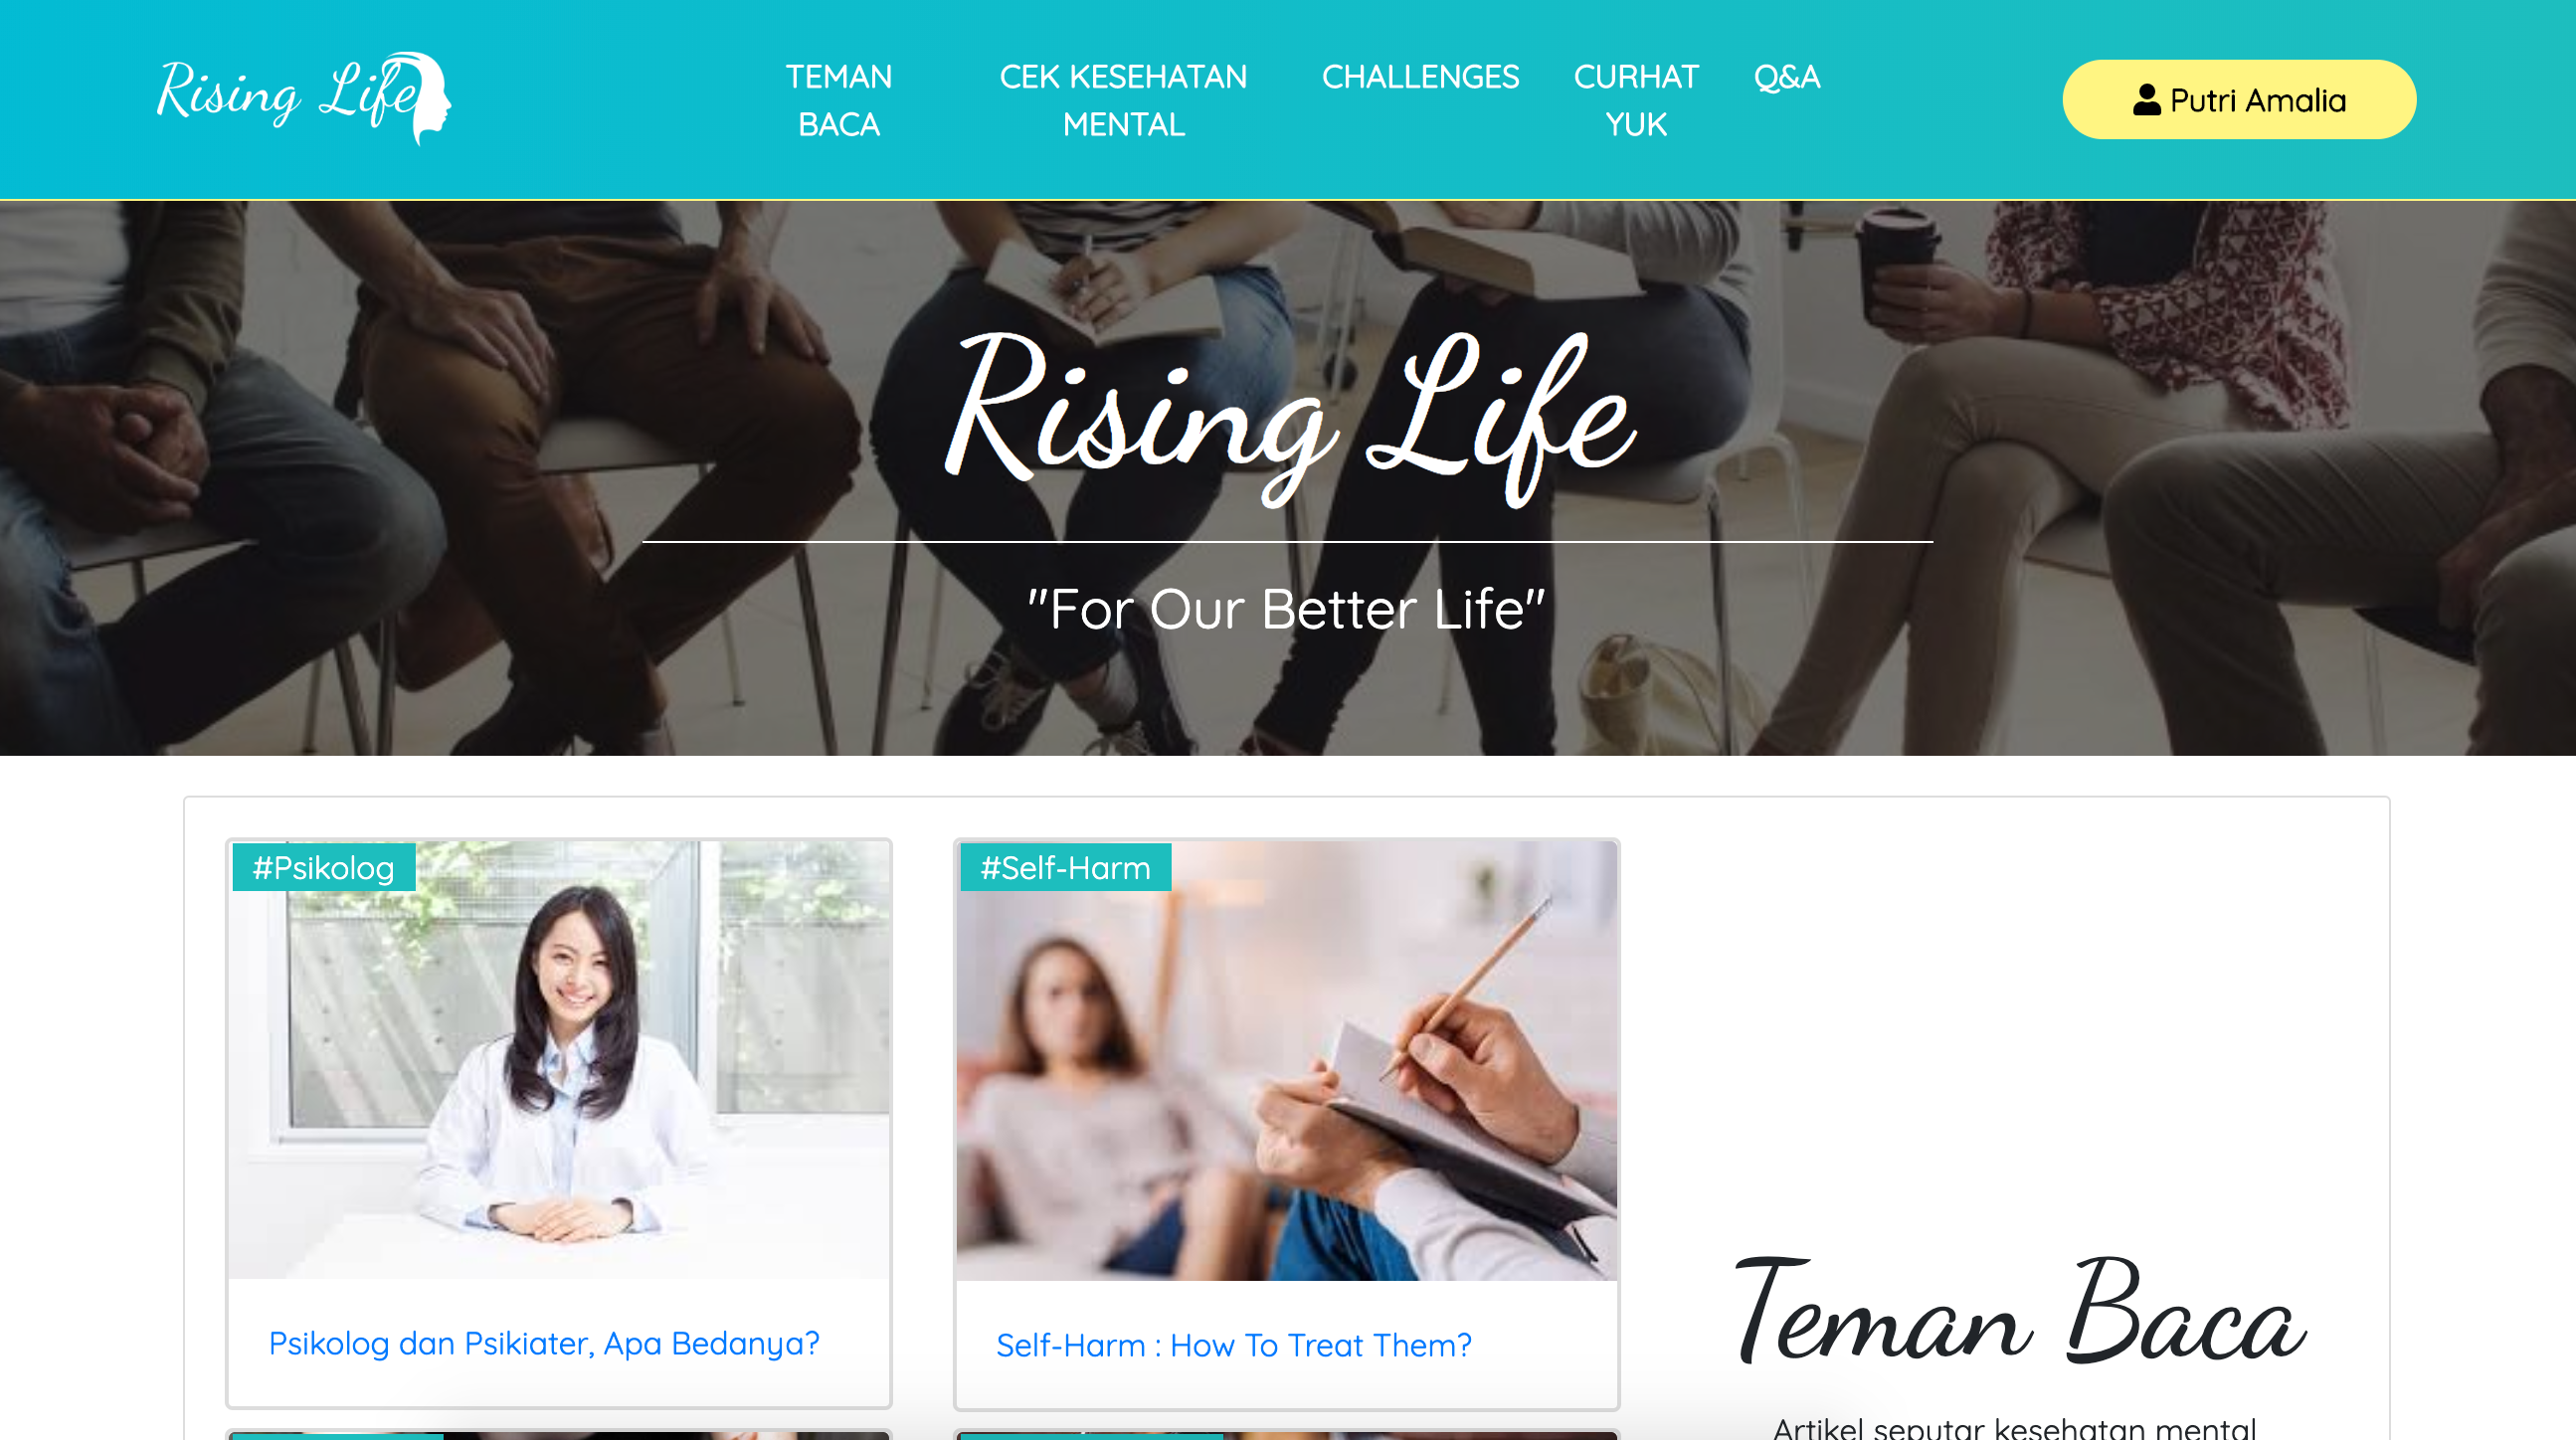 Rising Life
TEMAN
BACA
CEK KESEHATAN
MENTAL
CHALLENGES
CURHAT
YUK
Q&A
Putri Amalia
Rising Life
"For Our Better Life"
#Psikolog
Psikolog dan Psikiater, Apa Bedanya?
#Self-Harm
Self-Harm : How To Treat Them?
Teman Baca
Artikel seputar kesehatan mental